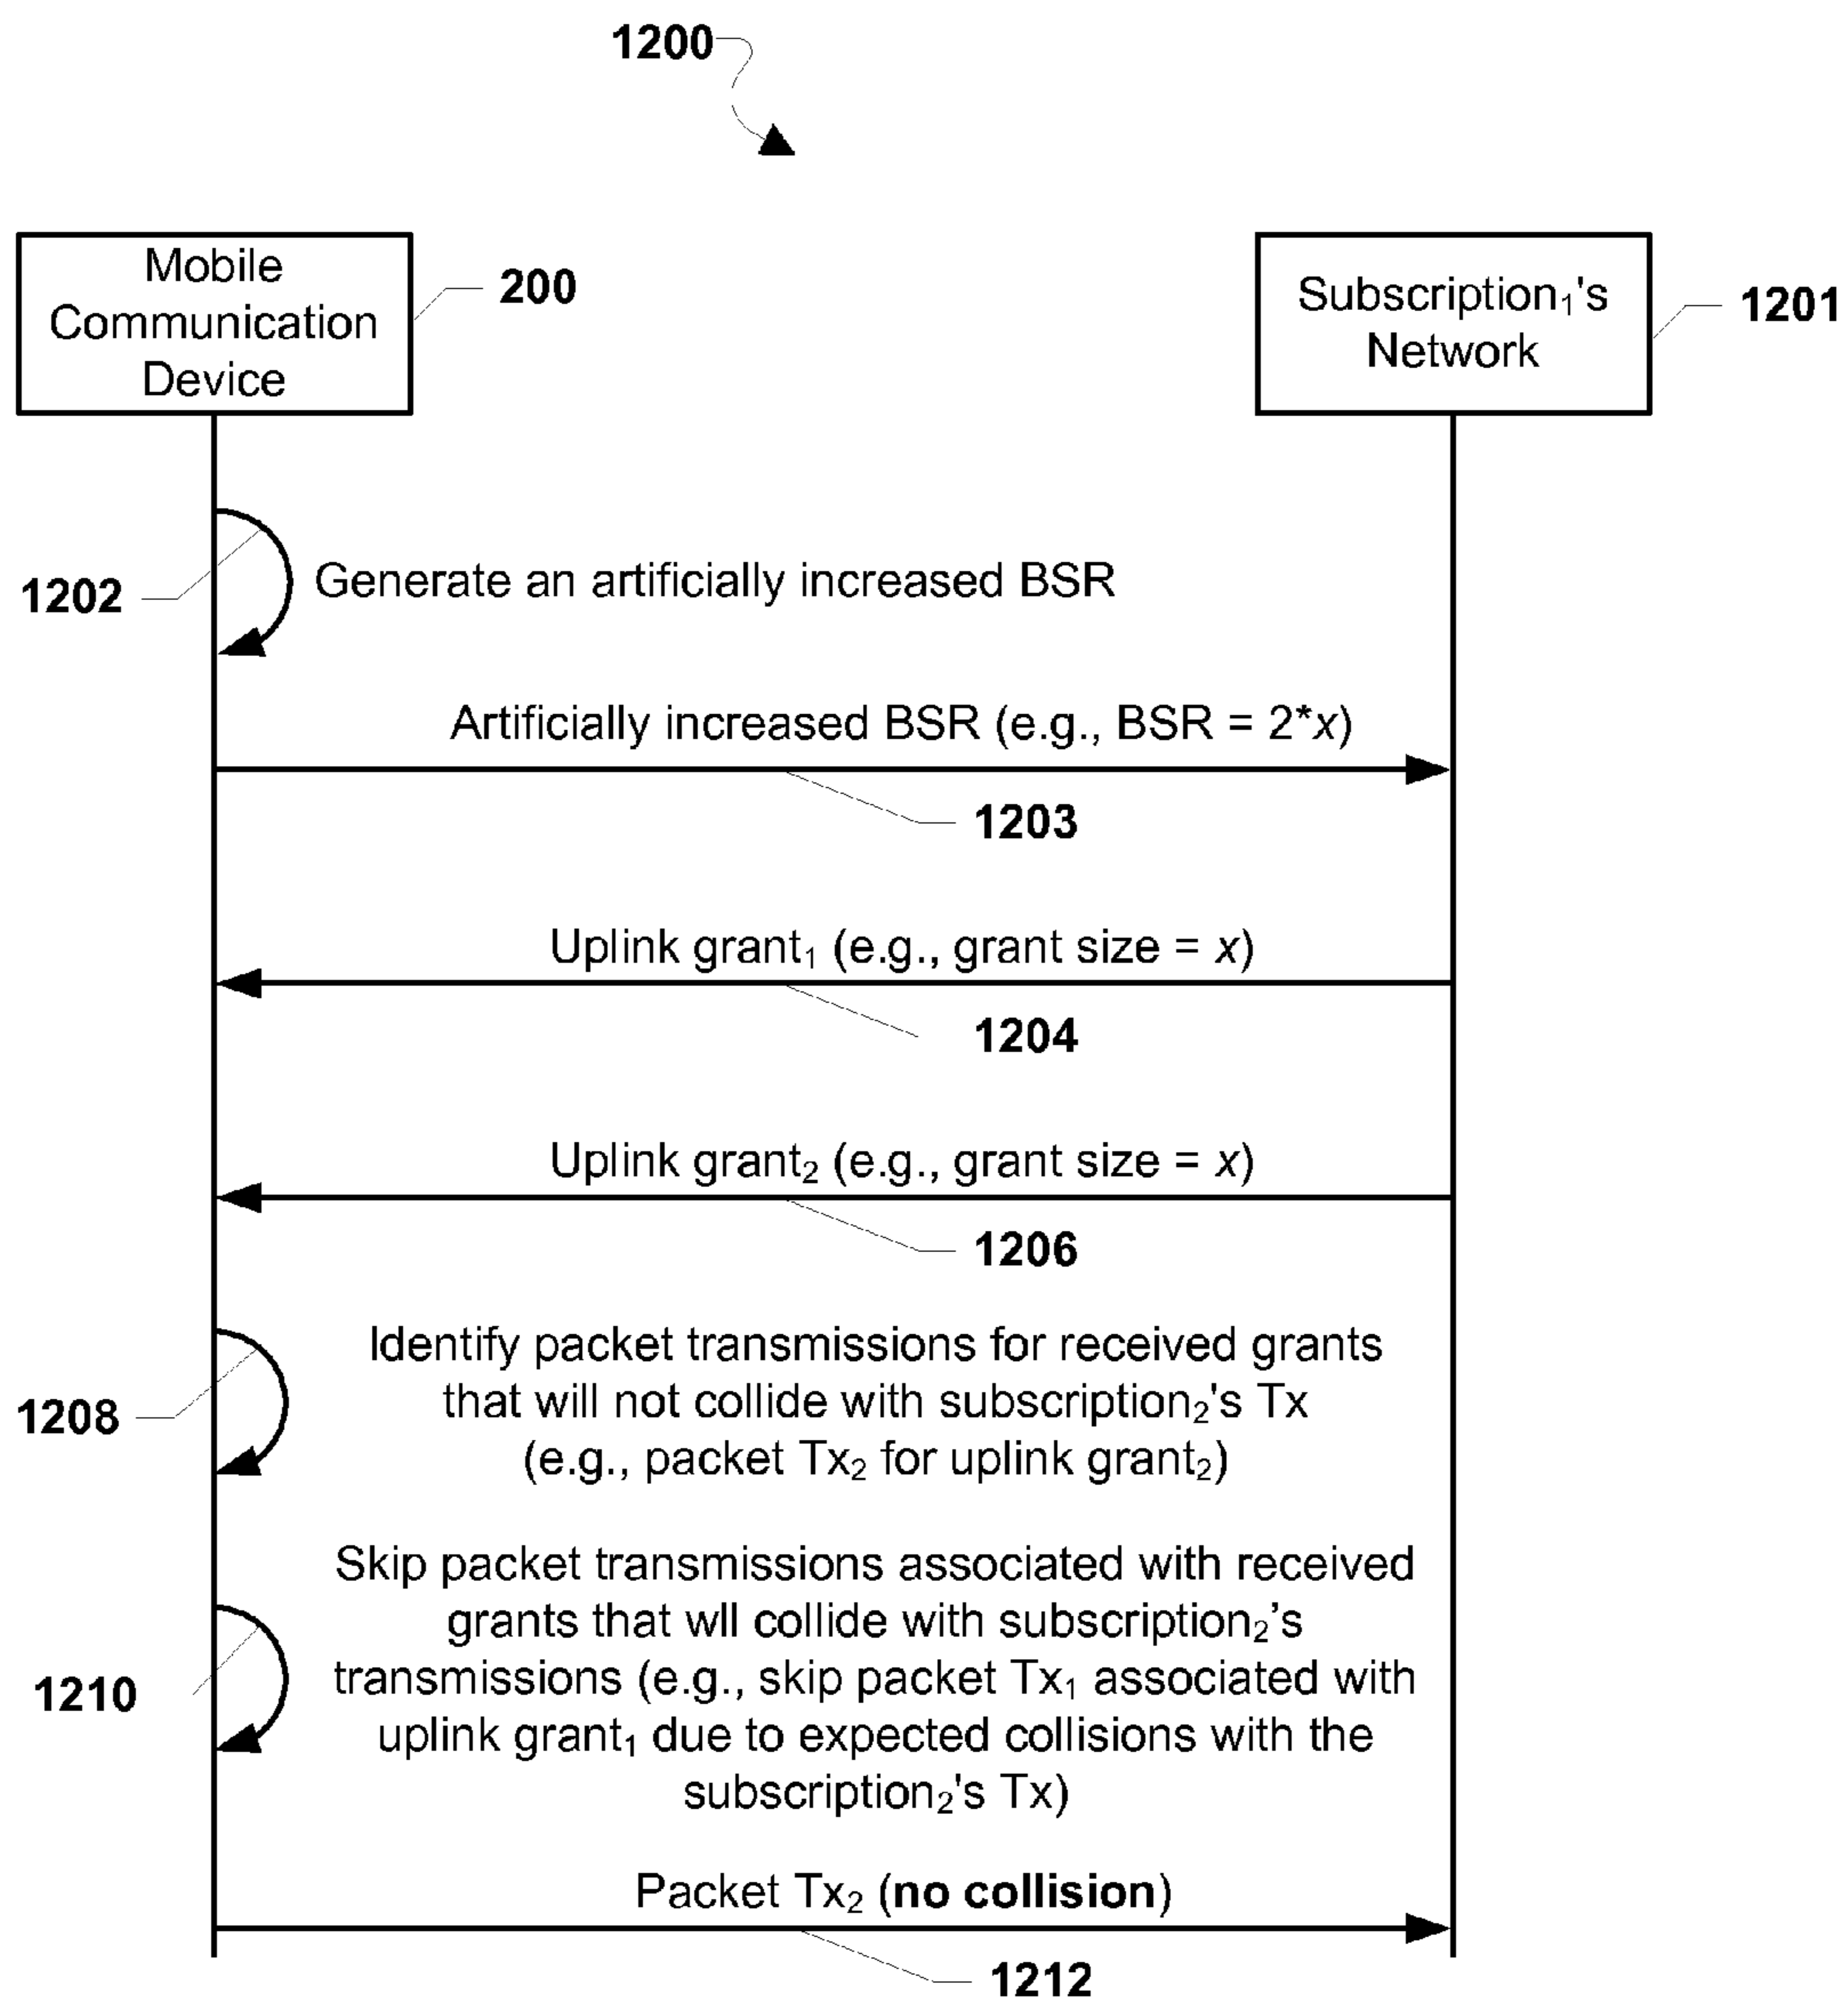 1200
Mobile
Communication
Device
200
Subscription₁'s
Network
1201
1202
Generate an artificially increased BSR
Artificially increased BSR (e.g., BSR = 2*x)
1203
Uplink grant₁ (e.g., grant size = x)
1204
Uplink grant₂ (e.g., grant size = x)
1206
Identify packet transmissions for received grants
that will not collide with subscription₂'s Tx
(e.g., packet Tx₂ for uplink grant₂)
1208
Skip packet transmissions associated with received
grants that wll collide with subscription₂’s
transmissions (e.g., skip packet Tx₁ associated with
uplink grant₁ due to expected collisions with the
subscription₂'s Tx)
1210
Packet Tx₂ (no collision)
1212